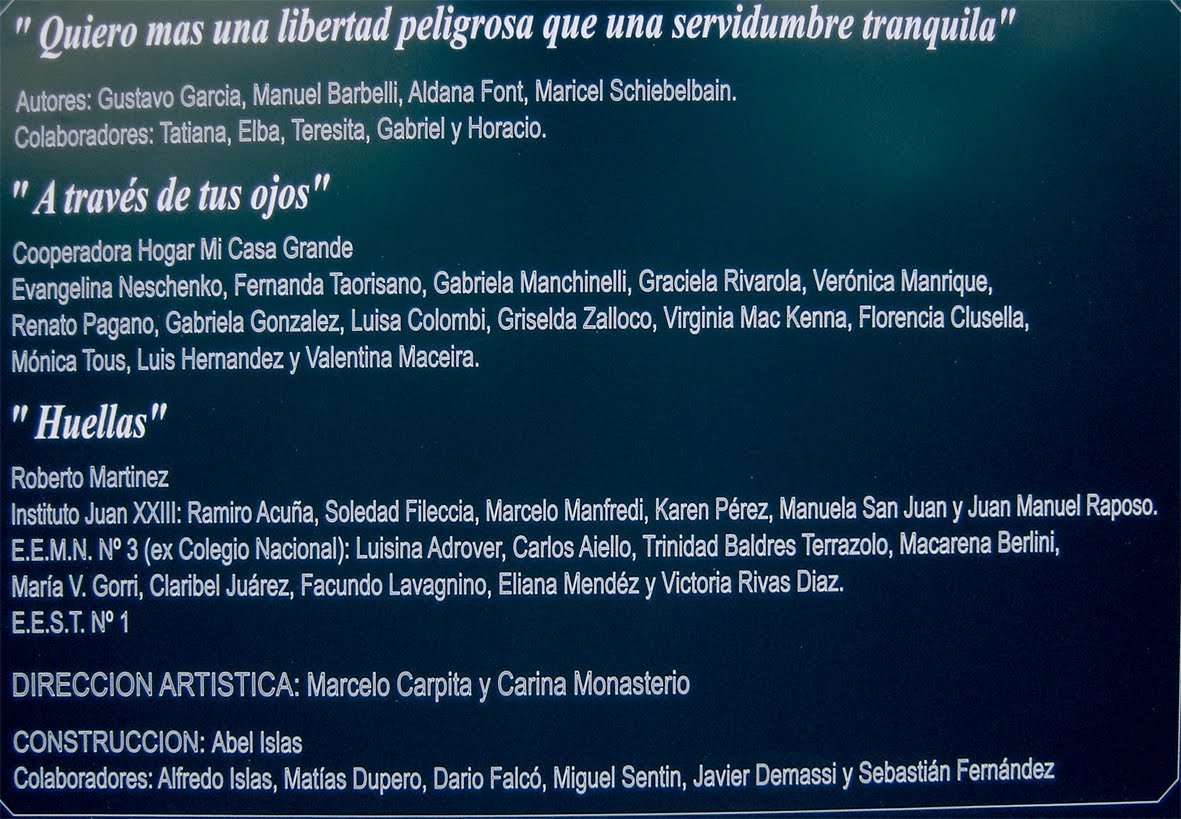 " Quiero mas una libertad peligrosa que una servidumbre tranquila"
Autores: Gustavo Garcia, Manuel Barbelli, Aldana Font, Maricel Schiebelbain.
Colaboradores: Tatiana, Elba, Teresita, Gabriel y Horacio.
" A través de tus ojos"
Cooperadora Hogar Mi Casa Grande
Evangelina Neschenko, Fernanda Taorisano, Gabriela Manchinelli, Graciela Rivarola, Verónica Manrique,
Renato Pagano, Gabriela Gonzalez, Luisa Colombi, Griselda Zalloco, Virginia Mac Kenna, Florencia Clusella,
Mónica Tous, Luis Hernandez y Valentina Maceira.
" Huellas"
Roberto Martinez
Instituto Juan XXIII: Ramiro Acuña, Soledad Fileccia, Marcelo Manfredi, Karen Pérez, Manuela San Juan y Juan Manuel Raposo.
E.E.M.N. Nº 3 (ex Colegio Nacional): Luisina Adrover, Carlos Aiello, Trinidad Baldres Terrazolo, Macarena Berlini,
María V. Gorri, Claribel Juárez, Facundo Lavagnino, Eliana Mendéz y Victoria Rivas Diaz.
E.E.S.T. Nº 1
DIRECCION ARTISTICA: Marcelo Carpita y Carina Monasterio
CONSTRUCCION: Abel Islas
Colaboradores: Alfredo Islas, Matías Dupero, Dario Falcó, Miguel Sentin, Javier Demassi y Sebastián Fernández